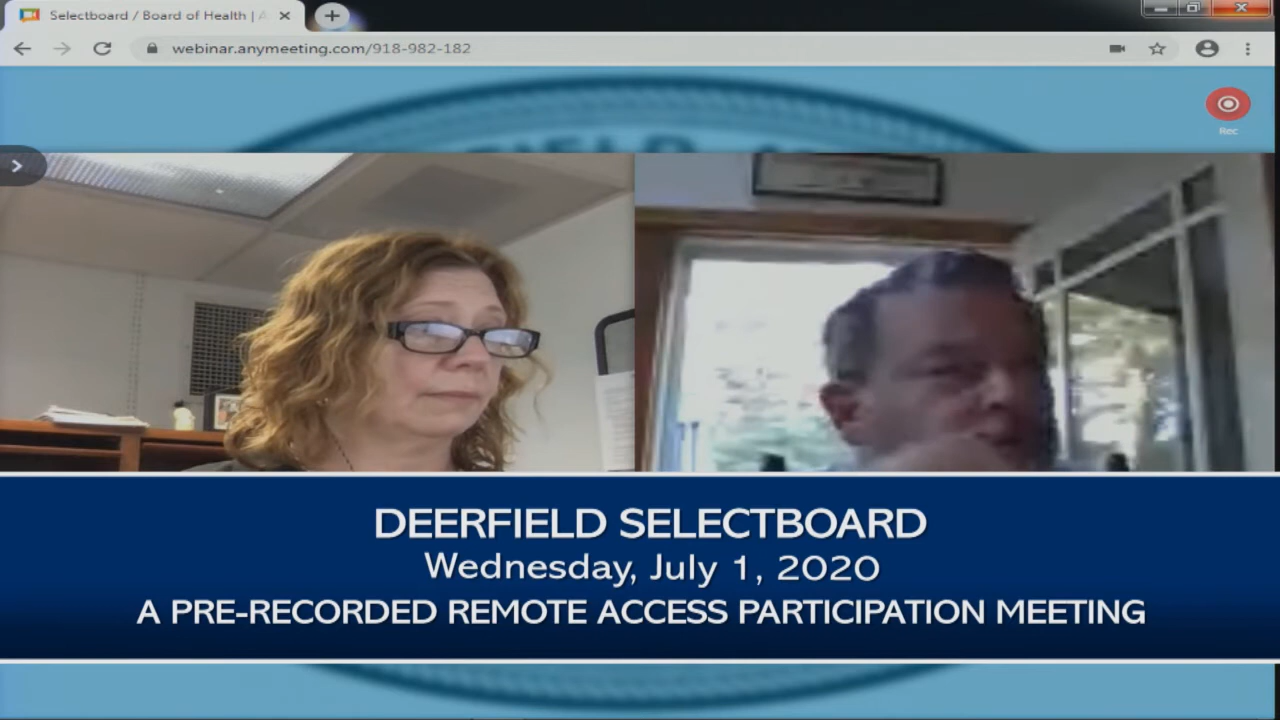 Selectboard / Board of Health | A
webinar.anymeeting.com/918-982-182
Rec
DEERFIELD SELECTBOARD
Wednesday, July 1, 2020
A PRE-RECORDED REMOTE ACCESS PARTICIPATION MEETING